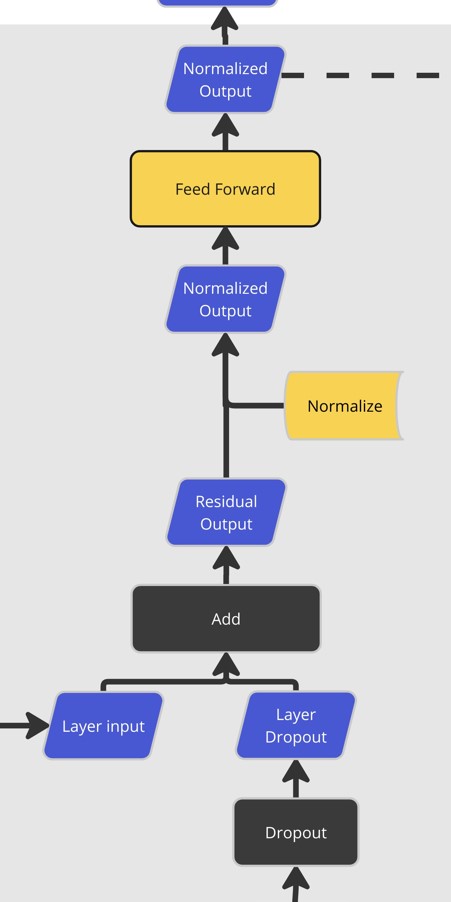 Normalized
Output
Feed Forward
Normalized
Output
Normalize
Residual
Output
Add
Layer input
Layer
Dropout
Dropout